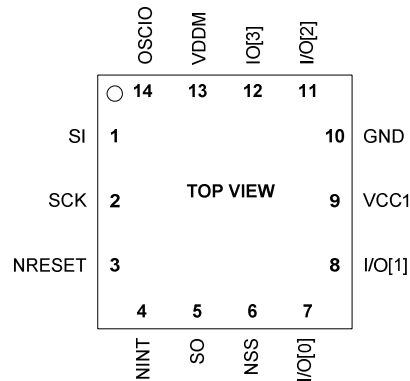 OSCIO VDDM IO[3] I/O[2]
14 13 12 11
SI 1 10 GND
TOP VIEW
SCK 2 9 VCC1
NRESET 3 8 I/O[1]
4 5 6 7
NINT SO NSS I/O[0]